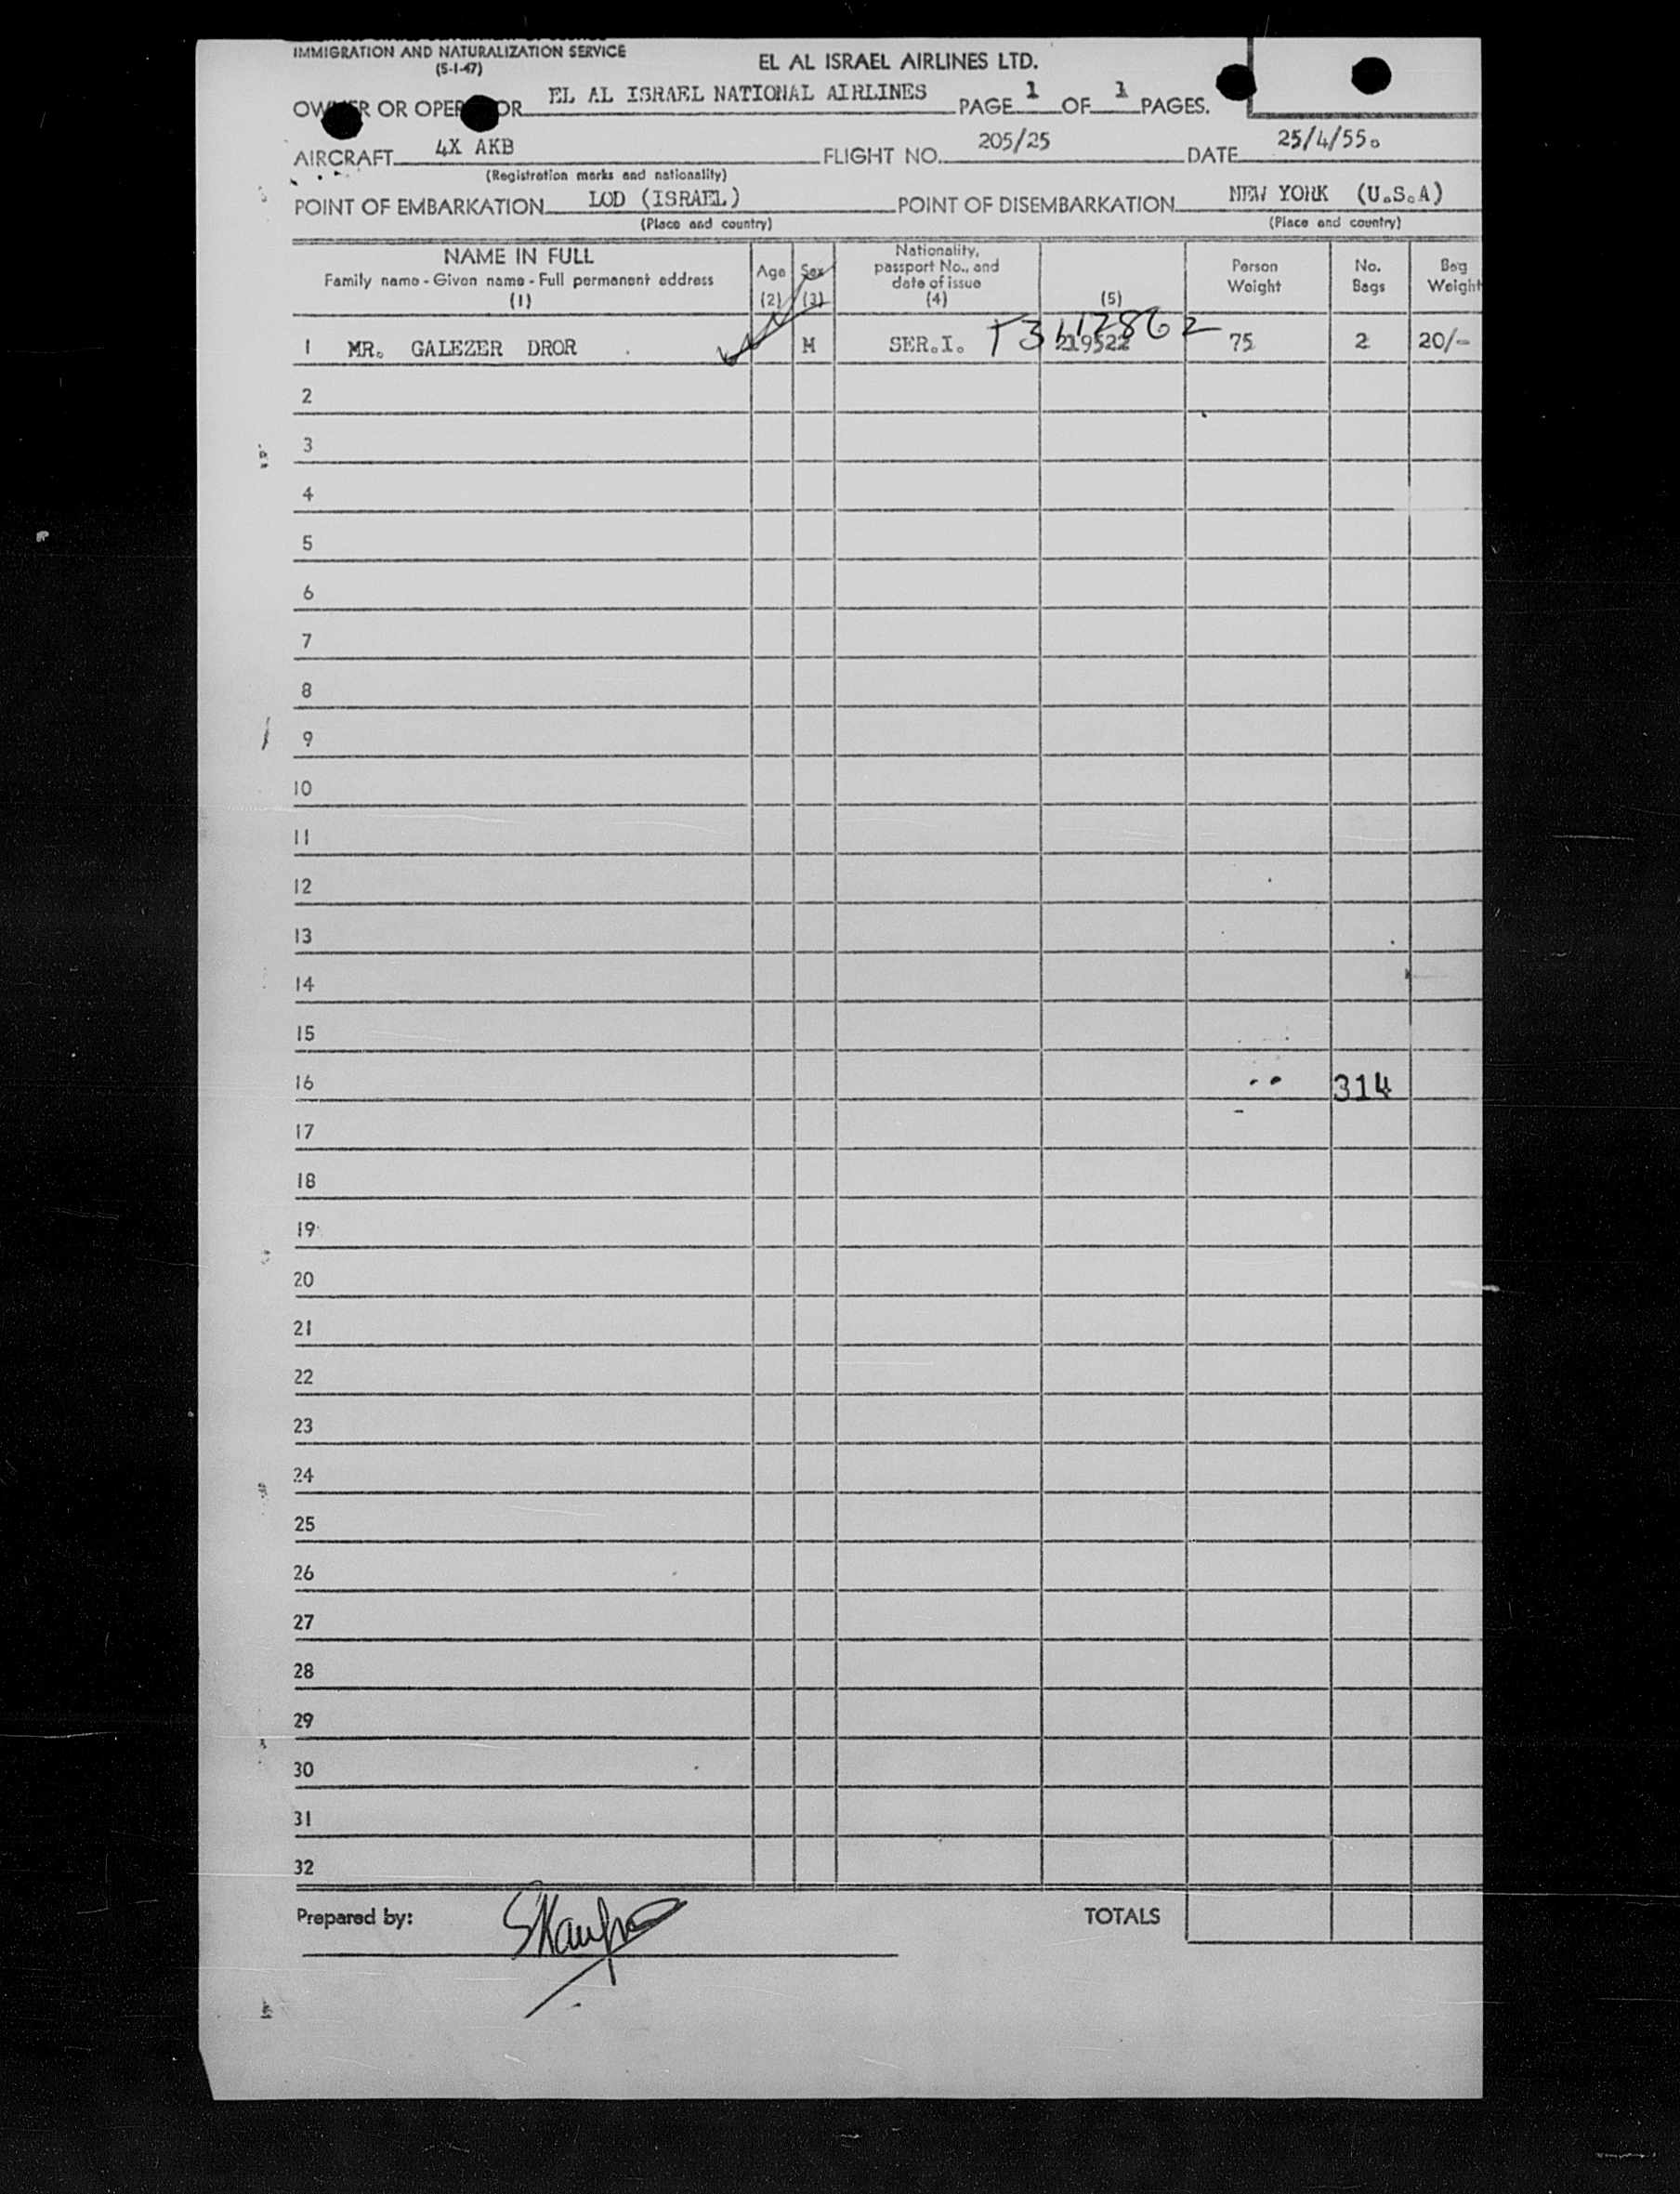 IMMIGRATION AND NATURALIZATION SERVICE
(5-1-47)
EL AL ISRAEL AIRLINES LTD.
OWNER OR OPERATOR EL AL ISRAEL NATIONAL AIRLINES PAGE 1 OF 1 PAGES.
AIRCRAFT 4X AKB FLIGHT NO. 205/25 DATE 25/4/55.
(Registration marks and nationality)
POINT OF EMBARKATION LOD (ISRAEL) POINT OF DISEMBARKATION NEW YORK (U.S.A)
(Place and country) (Place and country)
NAME IN FULL
Family name - Given name - Full permanent address
(1)
Age
(2)
Sex
(3)
Nationality,
passport No., and
date of issue
(4)
(5)
Person
Weight
No.
Bags
Bag
Weight
1 MR. GALEZER DROR M SER.I. 219522 75 2 20/-
2
3
4
5
6
7
8
9
10
11
12
13
14
15
16 314
17
18
19
20
21
22
23
24
25
26
27
28
29
30
31
32
Prepared by: TOTALS